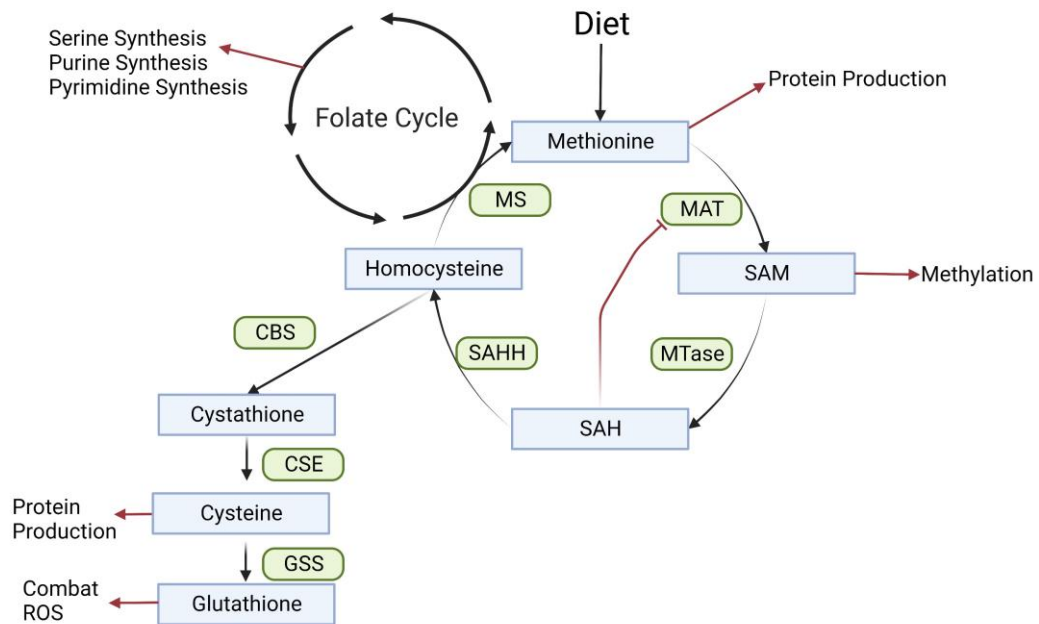 Diet
Serine Synthesis
Purine Synthesis
Pyrimidine Synthesis
Folate Cycle
Protein Production
Methionine
MS
MAT
Homocysteine
SAM
Methylation
CBS
SAHH
MTase
Cystathione
SAH
CSE
Protein
Production
Cysteine
GSS
Combat
ROS
Glutathione